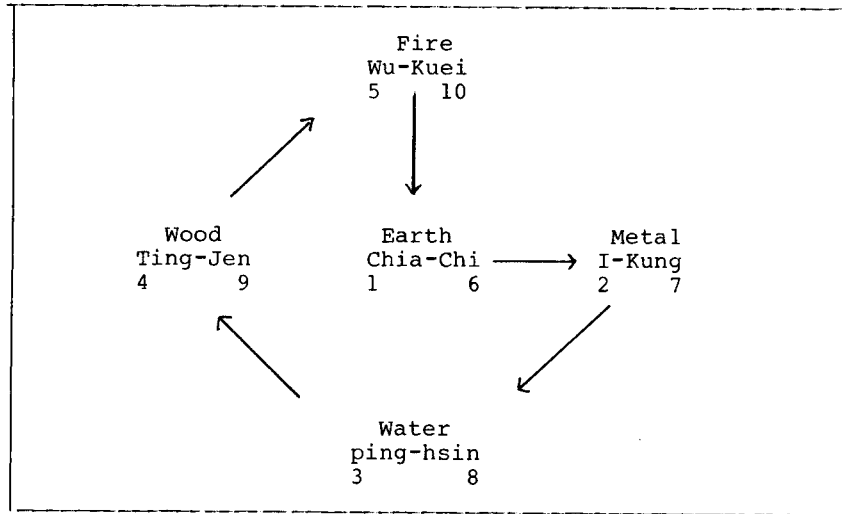 Fire
Wu-Kuei
5 10
Wood
Ting-Jen
4 9
Earth
Chia-Chi
1 6
Metal
I-Kung
2 7
Water
ping-hsin
3 8